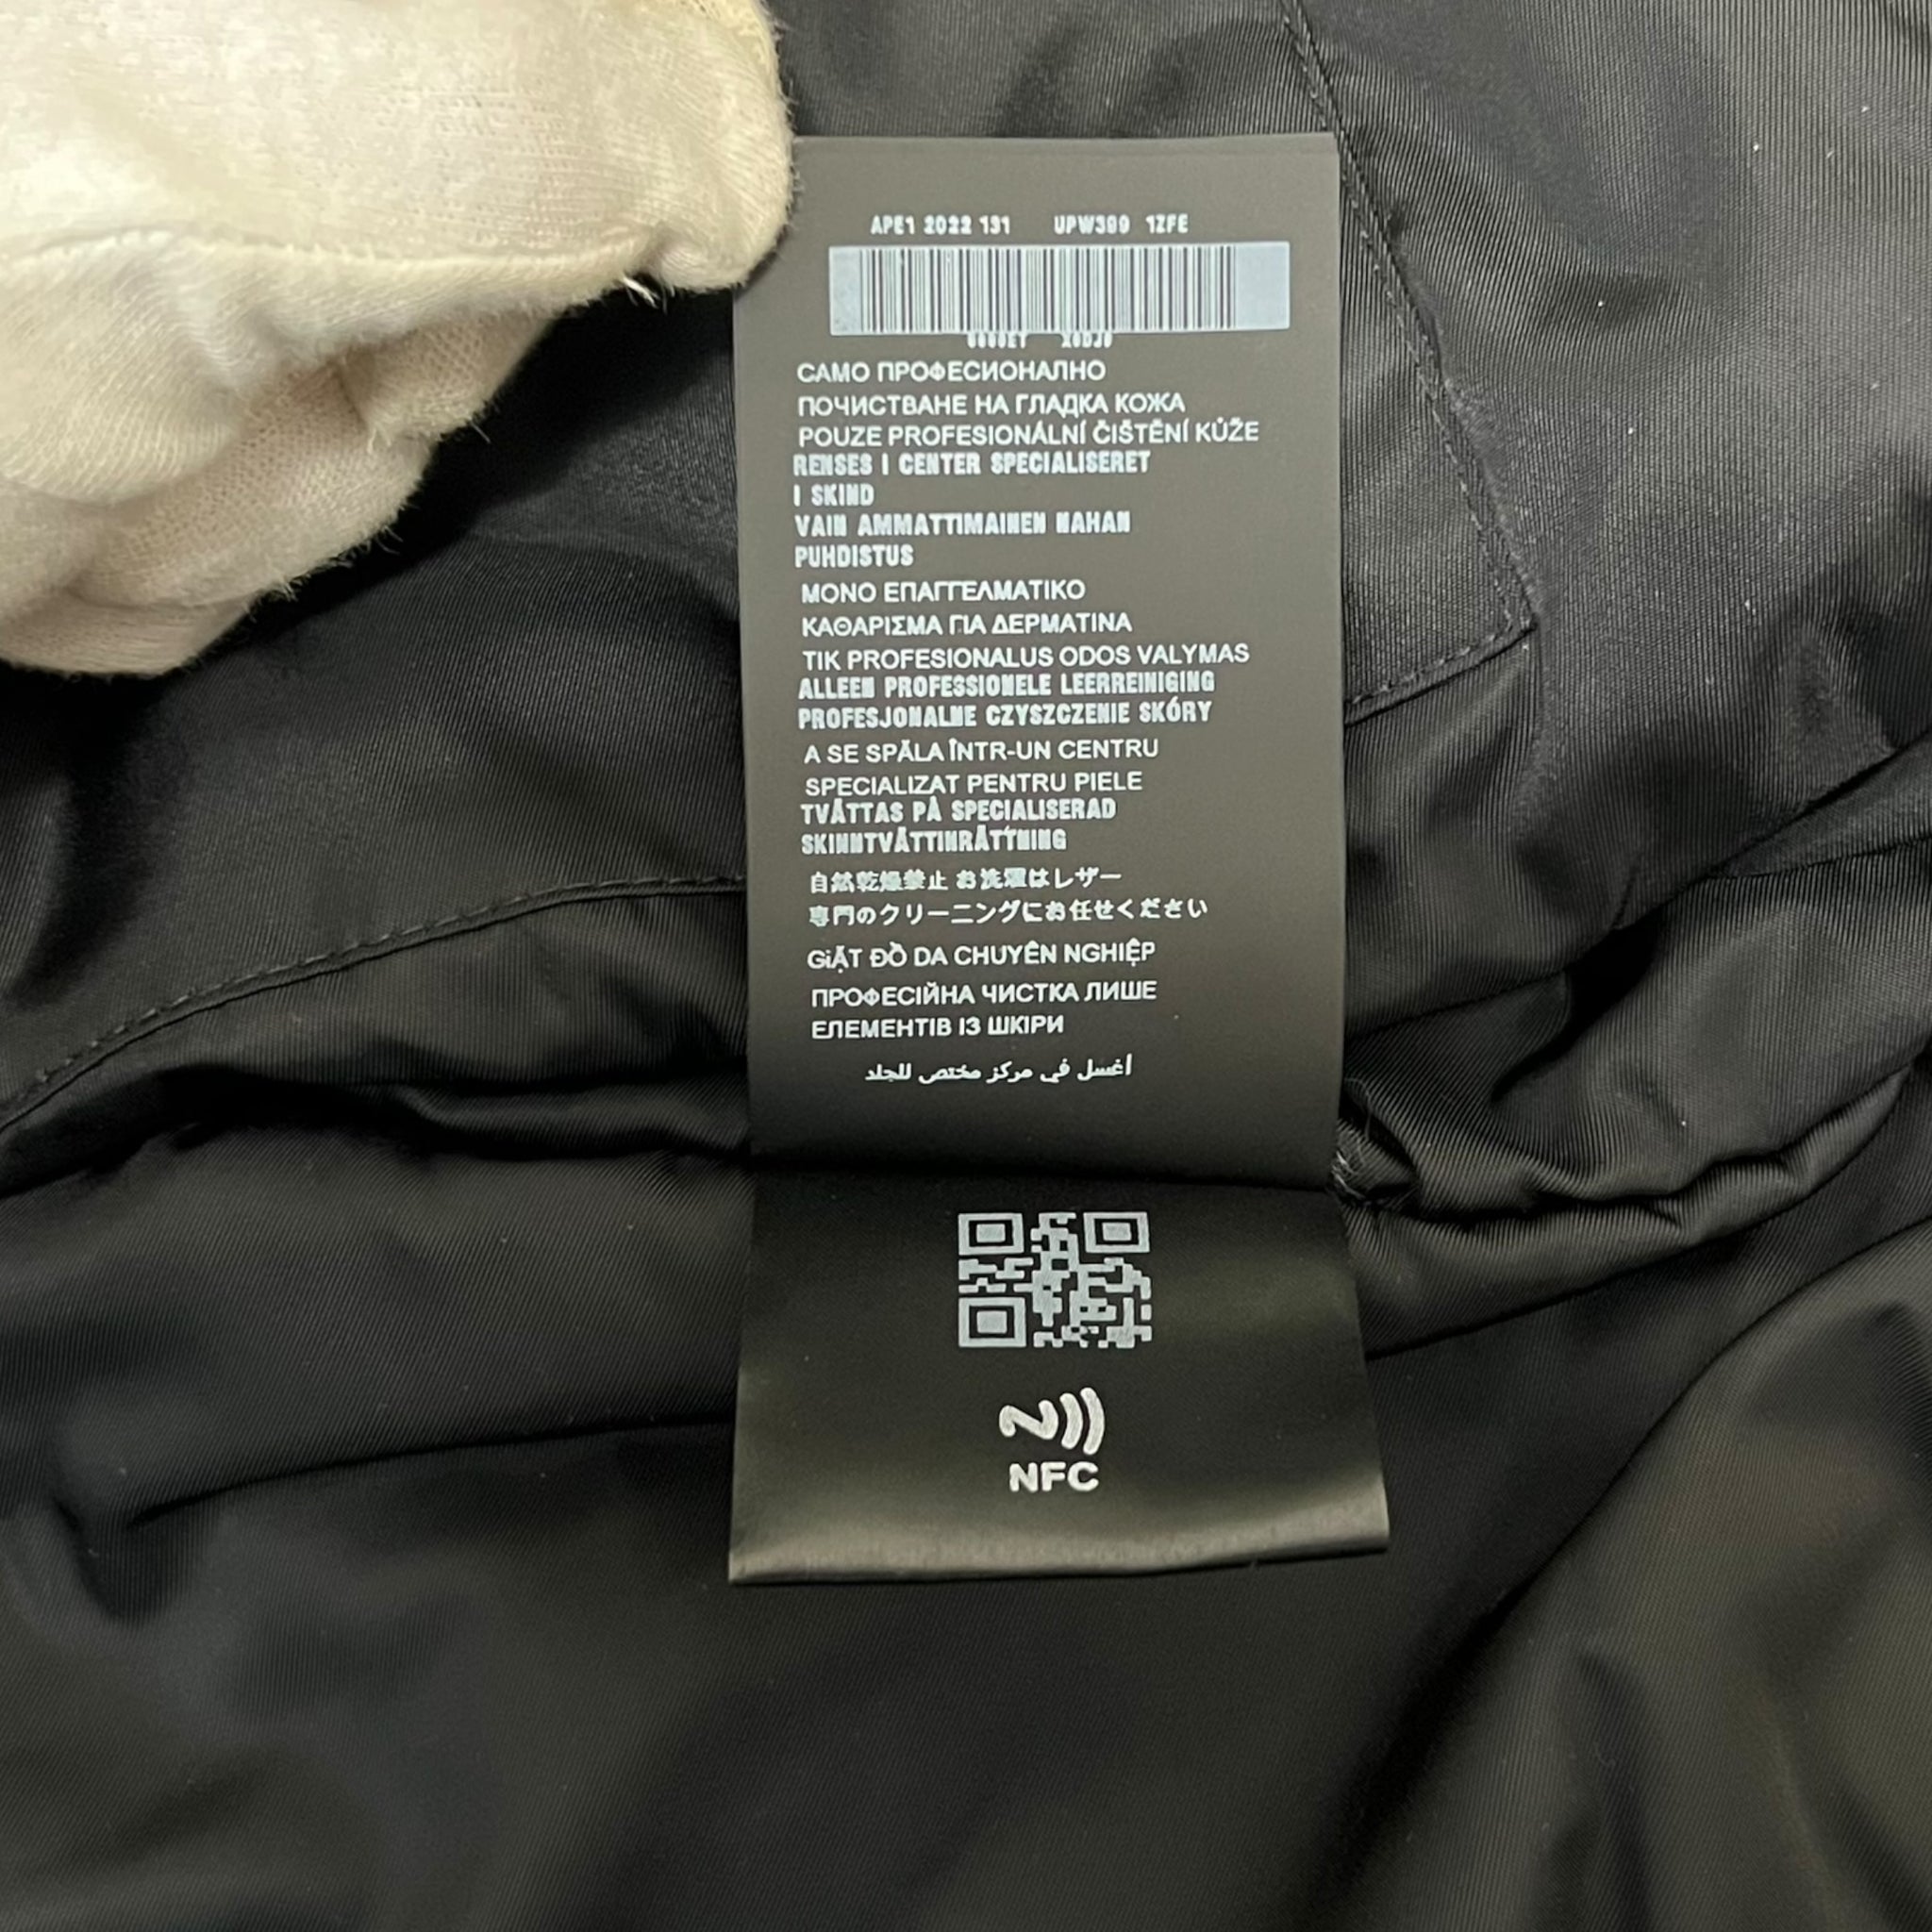 APE1 2022 131 UPW399 1ZFE
САМО ПРОФЕСИОНАЛНО
ПОЧИСТВАНЕ НА ГЛАДКА КОЖА
POUZE PROFESIONÁLNÍ ČIŠTĚNÍ KŮŽE
RENSES I CENTER SPECIALISERET
I SKIND
VAIN AMMATTIMAINEN NAHAN
PUHDISTUS
ΜΟΝΟ ΕΠΑΓΓΕΛΜΑΤΙΚΟ
ΚΑΘΑΡΙΣΜΑ ΓΙΑ ΔΕΡΜΑΤΙΝΑ
TIK PROFESIONALUS ODOS VALYMAS
ALLEEN PROFESSIONELE LEERREINIGING
PROFESJONALNE CZYSZCZENIE SKÓRY
A SE SPĂLA ÎNTR-UN CENTRU
SPECIALIZAT PENTRU PIELE
TVÄTTAS PÅ SPECIALISERAD
SKINNTVÄTTINRÄTTNING
自然乾燥禁止 お洗濯はレザー
専門のクリーニングにお任せください
GIẶT ĐỒ DA CHUYÊN NGHIỆP
ПРОФЕСІЙНА ЧИСТКА ЛИШЕ
ЕЛЕМЕНТІВ ІЗ ШКІРИ
أغسل في مركز مختص للجلد
NFC